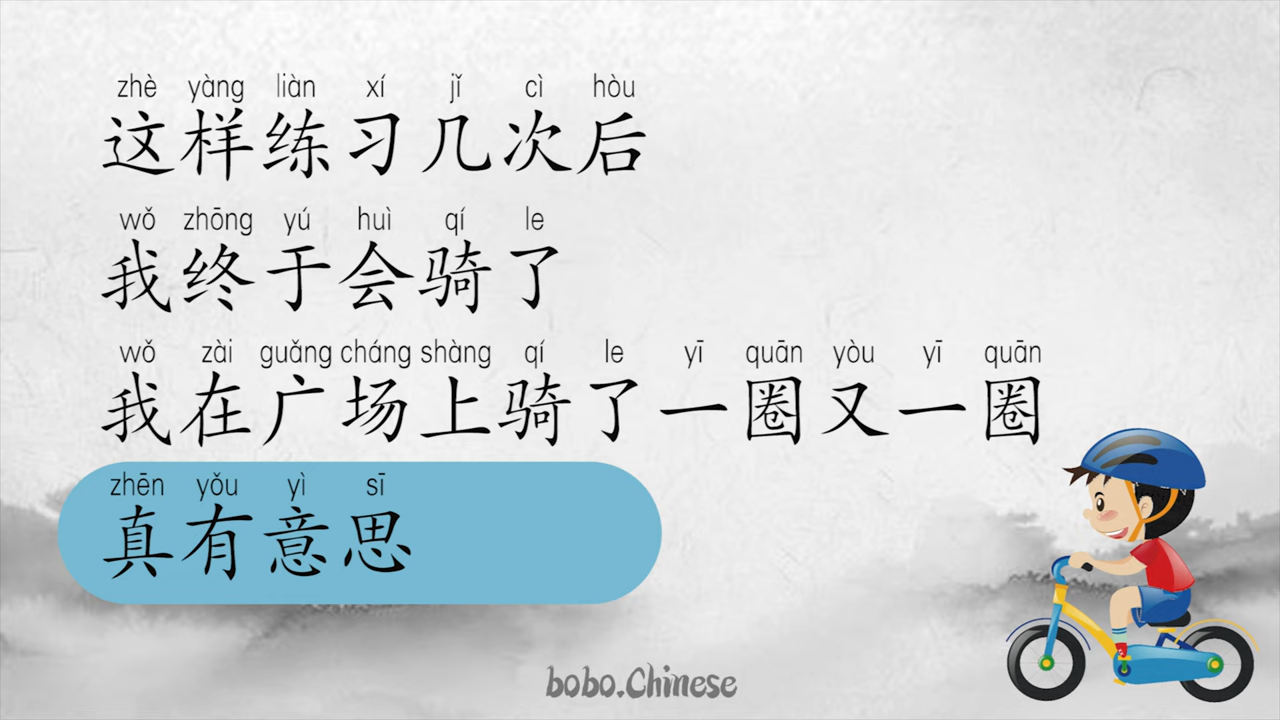 zhè yàng liàn xí jǐ cì hòu
这样练习几次后
wǒ zhōng yú huì qí le
我终于会骑了
wǒ zài guǎng cháng shàng qí le yī quān yòu yī quān
我在广场上骑了一圈又一圈
zhēn yǒu yì sī
真有意思
bobo.Chinese